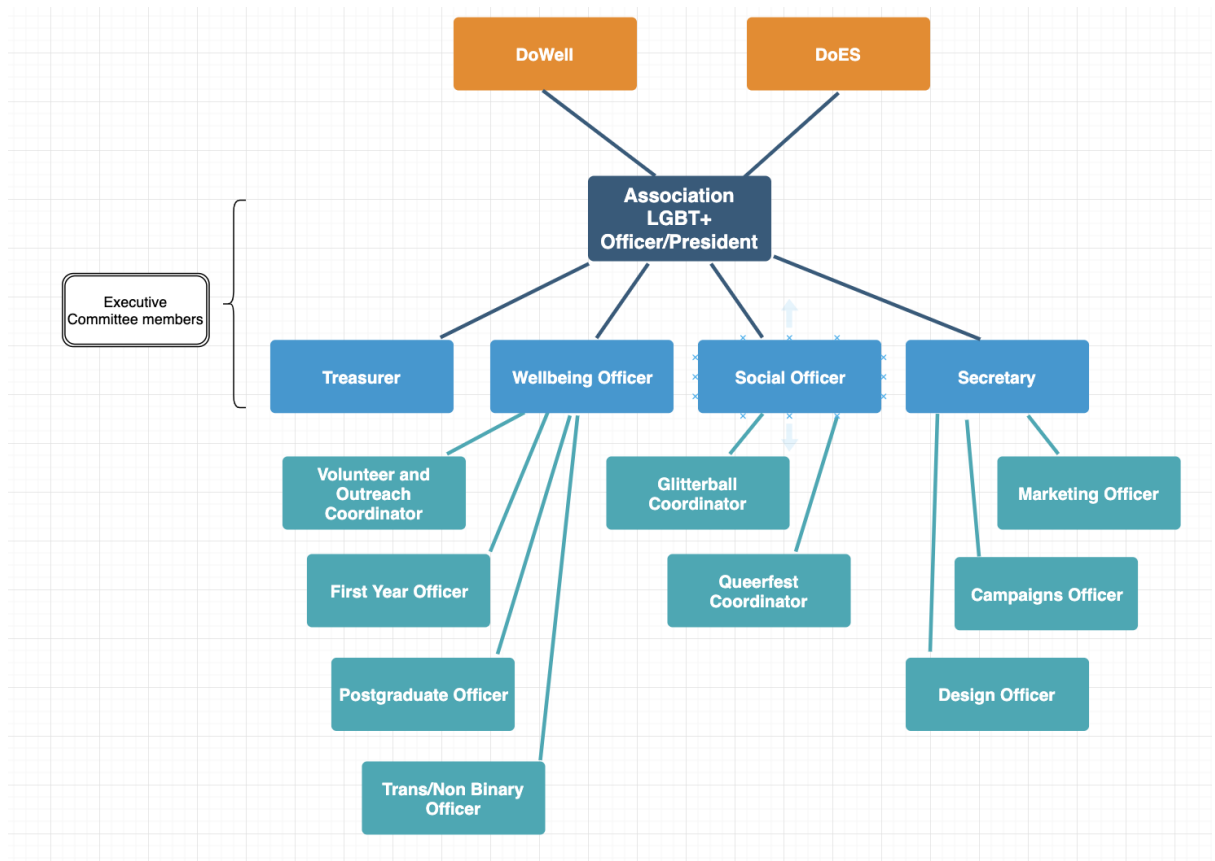 DoWell
DoES
Association
LGBT+
Officer/President
Executive
Committee members
Treasurer
Wellbeing Officer
Social Officer
Secretary
Volunteer and
Outreach
Coordinator
Glitterball
Coordinator
Marketing Officer
First Year Officer
Queerfest
Coordinator
Campaigns Officer
Postgraduate Officer
Design Officer
Trans/Non Binary
Officer